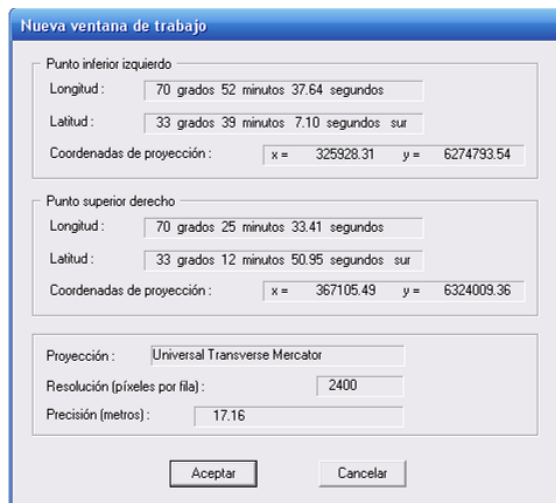 Nueva ventana de trabajo
Punto inferior izquierdo
Longitud : 70 grados 52 minutos 37.64 segundos
Latitud : 33 grados 39 minutos 7.10 segundos sur
Coordenadas de proyección : x = 325928.31 y = 6274793.54
Punto superior derecho
Longitud : 70 grados 25 minutos 33.41 segundos
Latitud : 33 grados 12 minutos 50.95 segundos sur
Coordenadas de proyección : x = 367105.49 y = 6324009.36
Proyección : Universal Transverse Mercator
Resolución (píxeles por fila) : 2400
Precisión (metros) : 17.16
Aceptar Cancelar